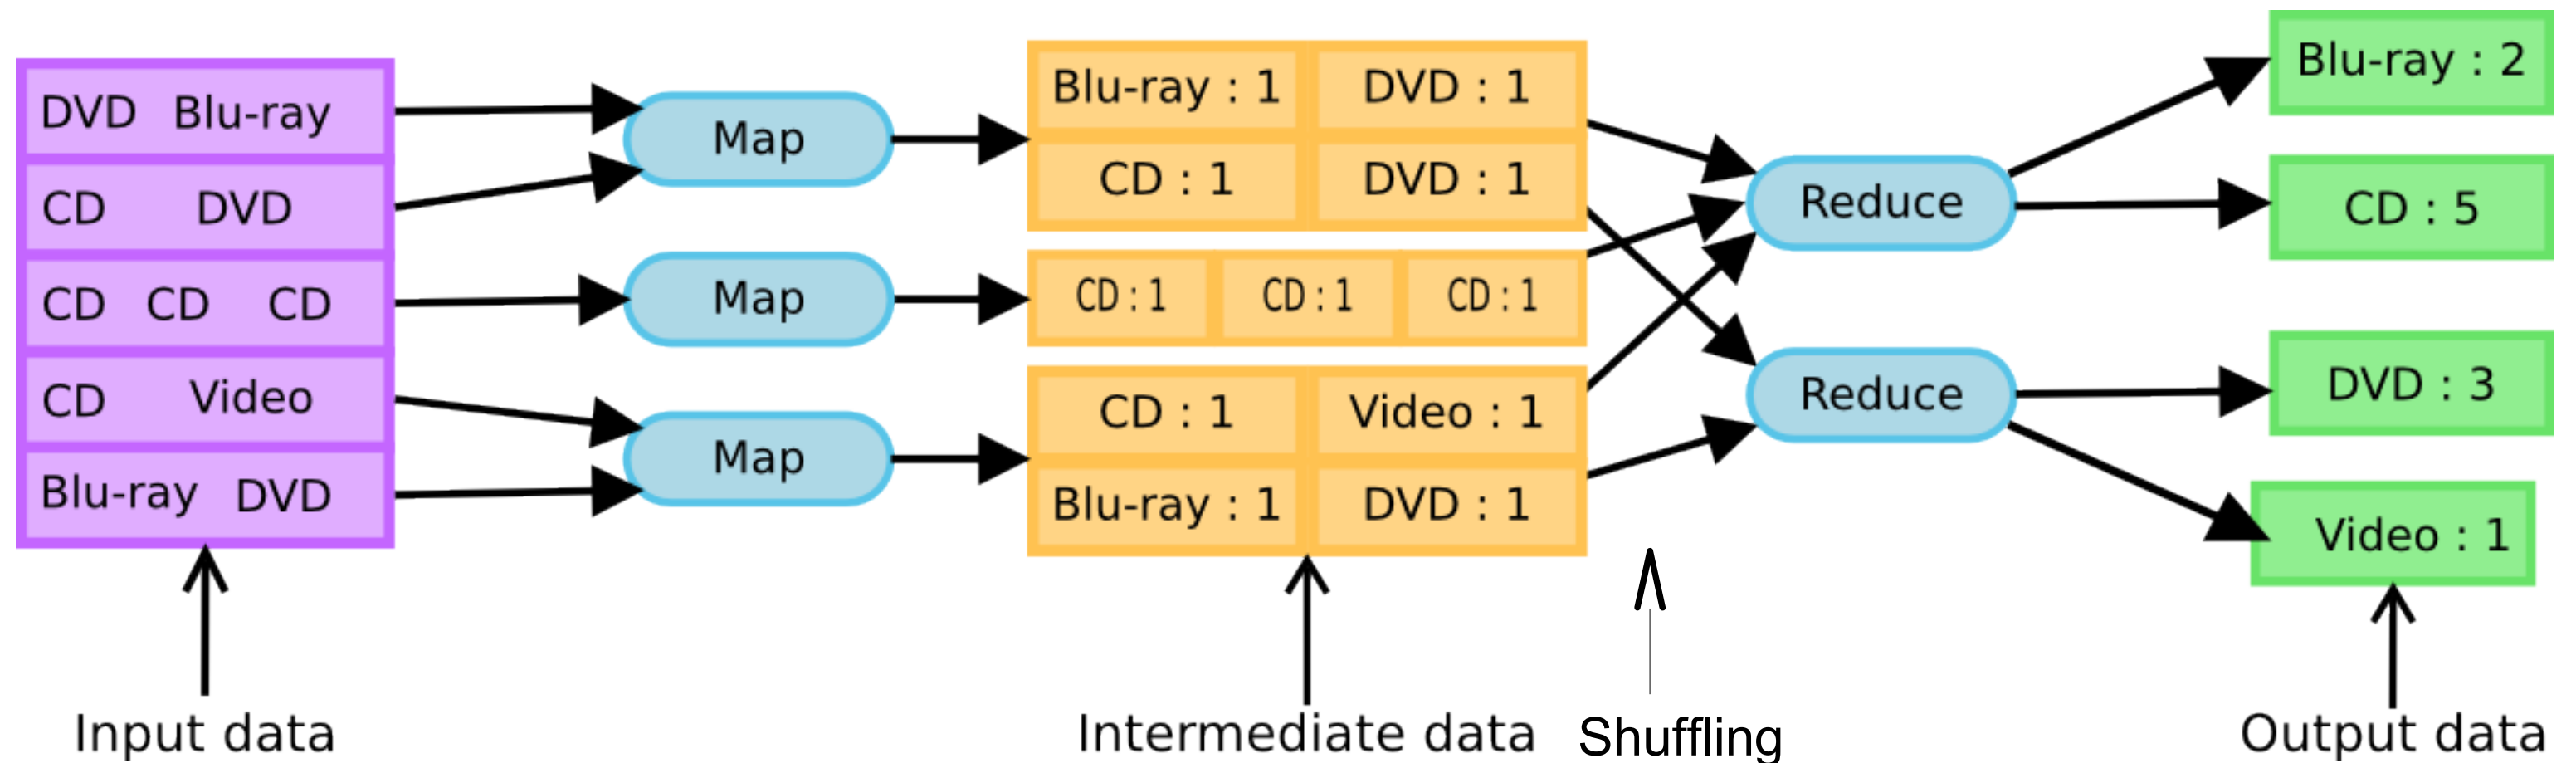 DVD Blu-ray
CD DVD
CD CD CD
CD Video
Blu-ray DVD
Input data
Map
Map
Map
Blu-ray : 1 DVD : 1
CD : 1 DVD : 1
CD : 1 CD : 1 CD : 1
CD : 1 Video : 1
Blu-ray : 1 DVD : 1
Intermediate data
Shuffling
Reduce
Reduce
Blu-ray : 2
CD : 5
DVD : 3
Video : 1
Output data